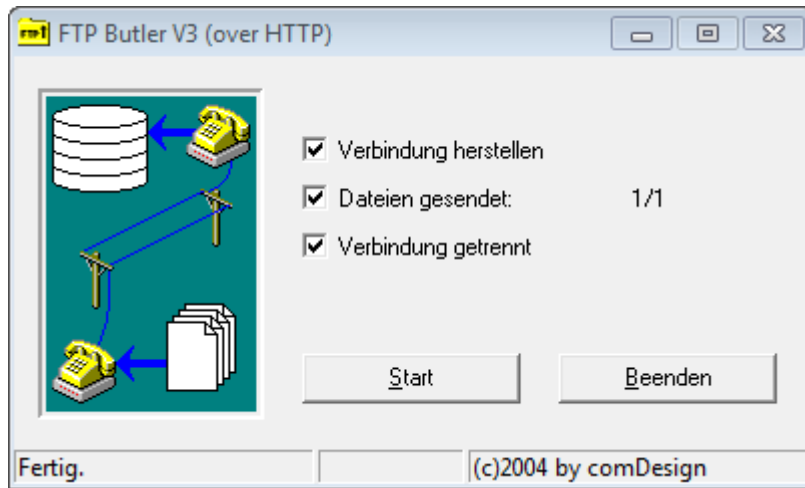 FTP Butler V3 (over HTTP)
Verbindung herstellen
Dateien gesendet: 1/1
Verbindung getrennt
Start Beenden
Fertig. (c)2004 by comDesign